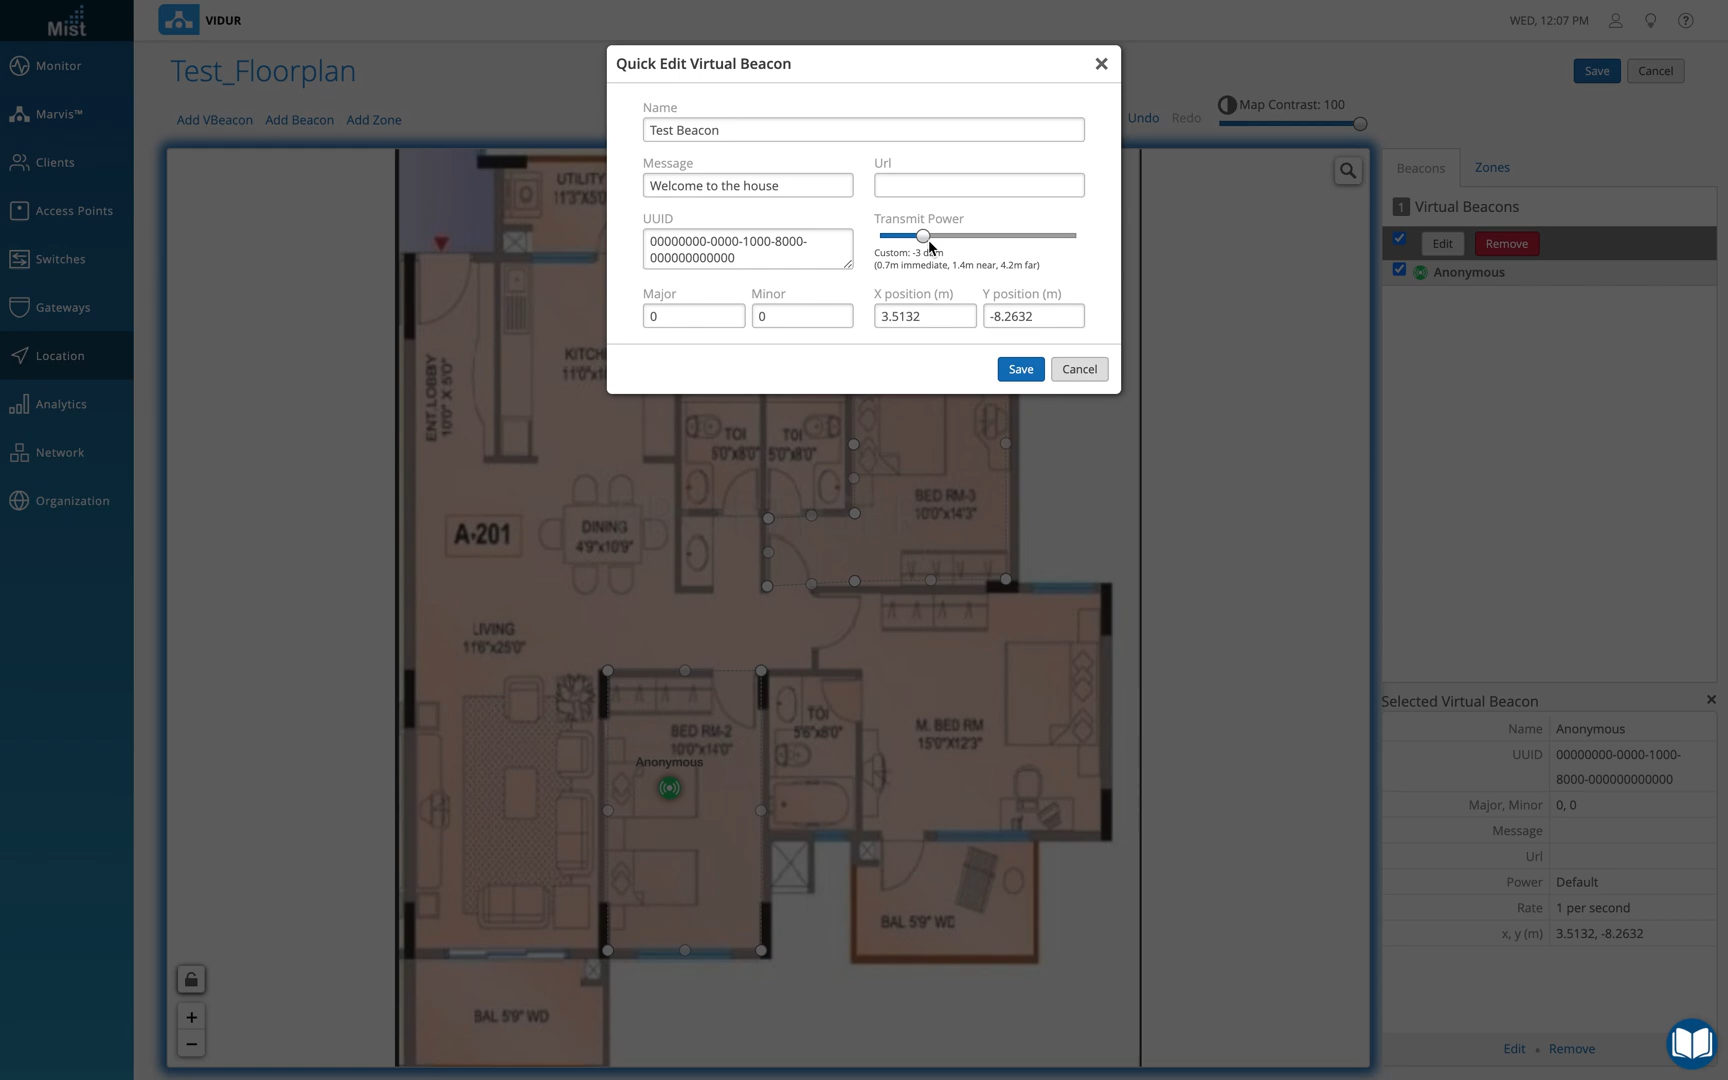 Mist
VIDUR
WED, 12:07 PM
Monitor
Marvis™
Clients
Access Points
Switches
Gateways
Location
Analytics
Network
Organization
Test_Floorplan
Save
Cancel
Add VBeacon
Add Beacon
Add Zone
Undo
Redo
Map Contrast: 100
Quick Edit Virtual Beacon
Name
Test Beacon
Message
Url
Welcome to the house
UUID
Transmit Power
00000000-0000-1000-8000-
000000000000
Custom: -3
(0.7m immediate, 1.4m near, 4.2m far)
Major
Minor
X position (m)
Y position (m)
0
0
3.5132
-8.2632
Save
Cancel
UTILITY
ENT.LOBBY
10'0" X 5'0"
TOI
5'0"x8'0"
TOI
5'0"x8'0"
BED RM-3
10'0"x14'3"
A-201
DINING
4'9"x10'9"
LIVING
11'6"x25'0"
BED RM-2
10'0"x14'0"
Anonymous
TOI
5'6"x8'0"
M. BED RM
15'0"X12'3"
BAL 5'9" WD
BAL 5'9" WD
+
−
Beacons
Zones
1 Virtual Beacons
Edit
Remove
Anonymous
Selected Virtual Beacon
Name Anonymous
UUID 00000000-0000-1000-
8000-000000000000
Major, Minor 0, 0
Message
Url
Power Default
Rate 1 per second
x, y (m) 3.5132, -8.2632
Edit • Remove